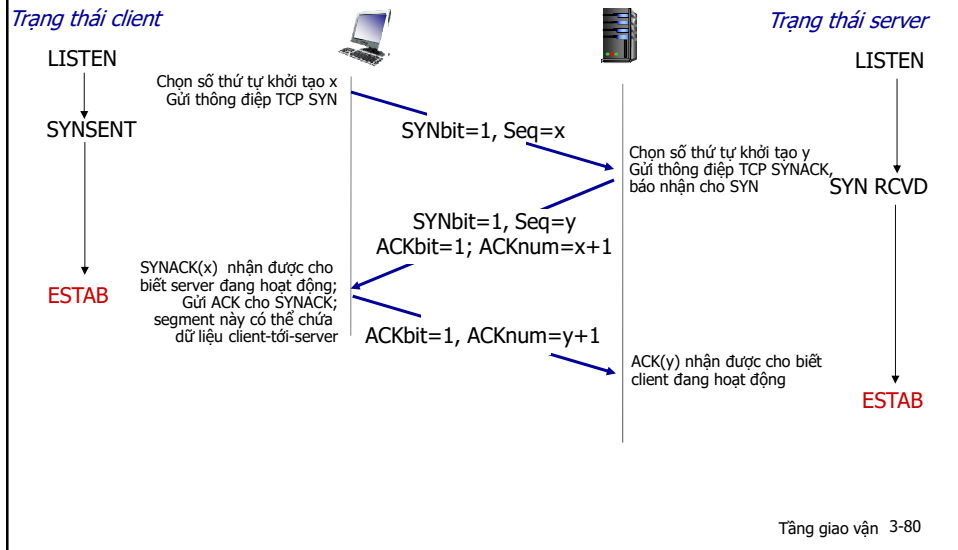 Trạng thái client
Trạng thái server
LISTEN
LISTEN
Chọn số thứ tự khởi tạo x
Gửi thông điệp TCP SYN
SYNSENT
SYNbit=1, Seq=x
Chọn số thứ tự khởi tạo y
Gửi thông điệp TCP SYNACK,
báo nhận cho SYN
SYN RCVD
SYNbit=1, Seq=y
ACKbit=1; ACKnum=x+1
SYNACK(x) nhận được cho
biết server đang hoạt động;
Gửi ACK cho SYNACK;
segment này có thể chứa
dữ liệu client-tới-server
ESTAB
ACKbit=1, ACKnum=y+1
ACK(y) nhận được cho biết
client đang hoạt động
ESTAB
Tầng giao vận 3-80